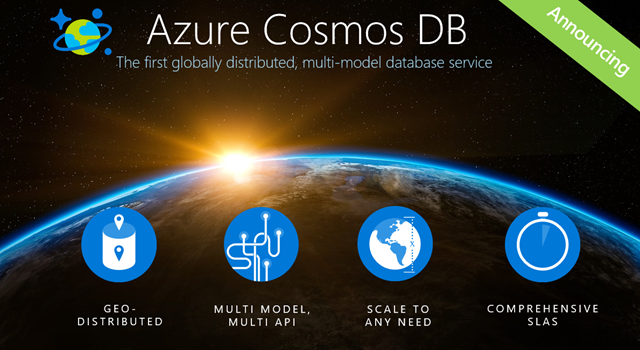 Azure Cosmos DB
Announcing
The first globally distributed, multi-model database service
GEO-
DISTRIBUTED
MULTI MODEL,
MULTI API
SCALE TO
ANY NEED
COMPREHENSIVE
SLAS